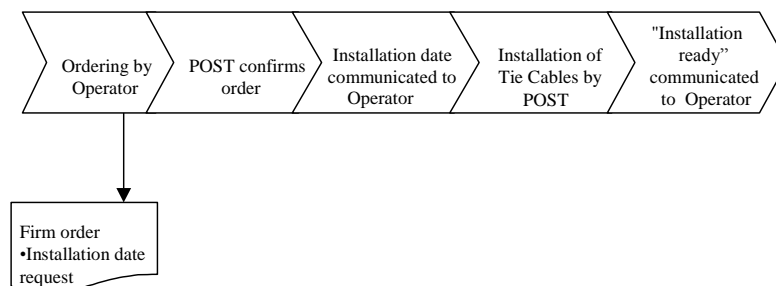 Ordering by
Operator
POST confirms
order
Installation date
communicated to
Operator
Installation of
Tie Cables by
POST
"Installation
ready”
communicated
to Operator
Firm order
•Installation date
request